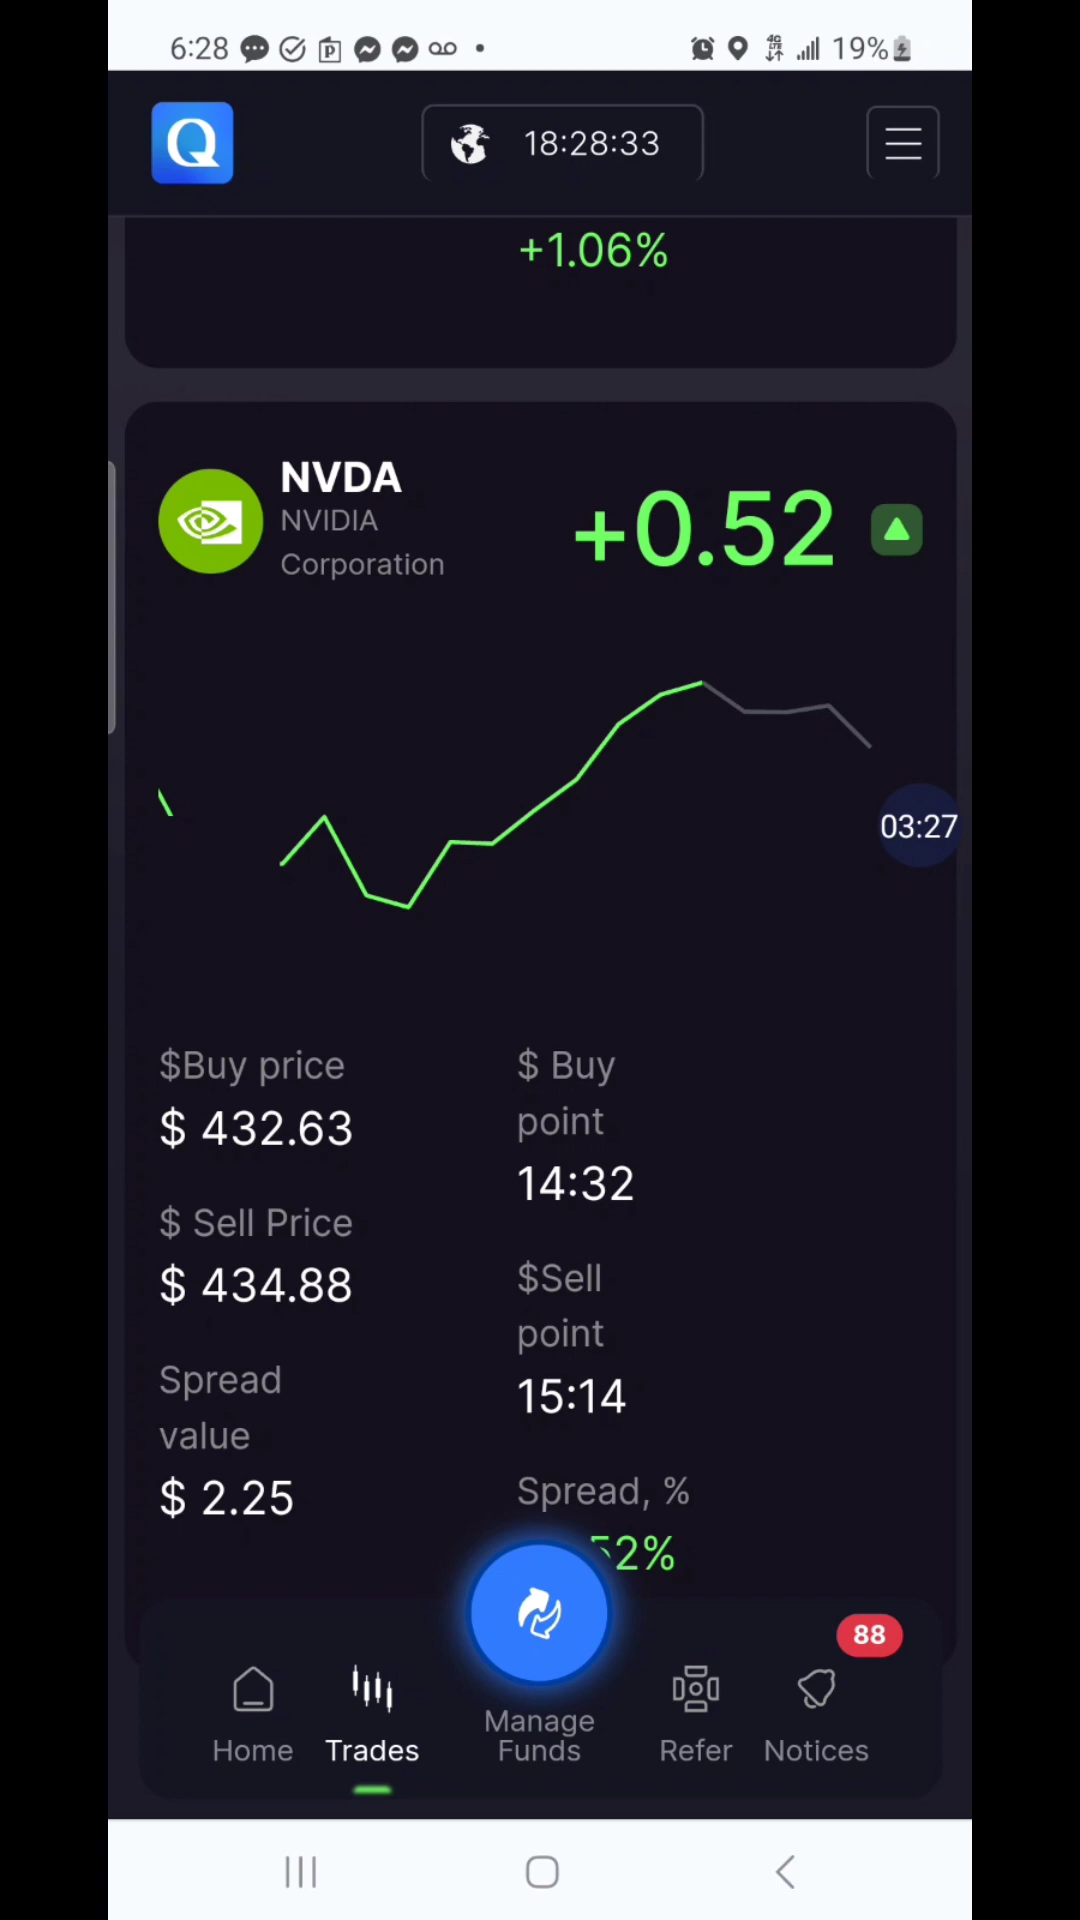 6:28 19%
Q 18:28:33
+1.06%
NVDA
NVIDIA
Corporation
+0.52
03:27
$Buy price
$ 432.63
$ Buy
point
14:32
$ Sell Price
$ 434.88
$Sell
point
15:14
Spread
value
$ 2.25
Spread, %
52%
88
Home
Trades
Manage
Funds
Refer
Notices